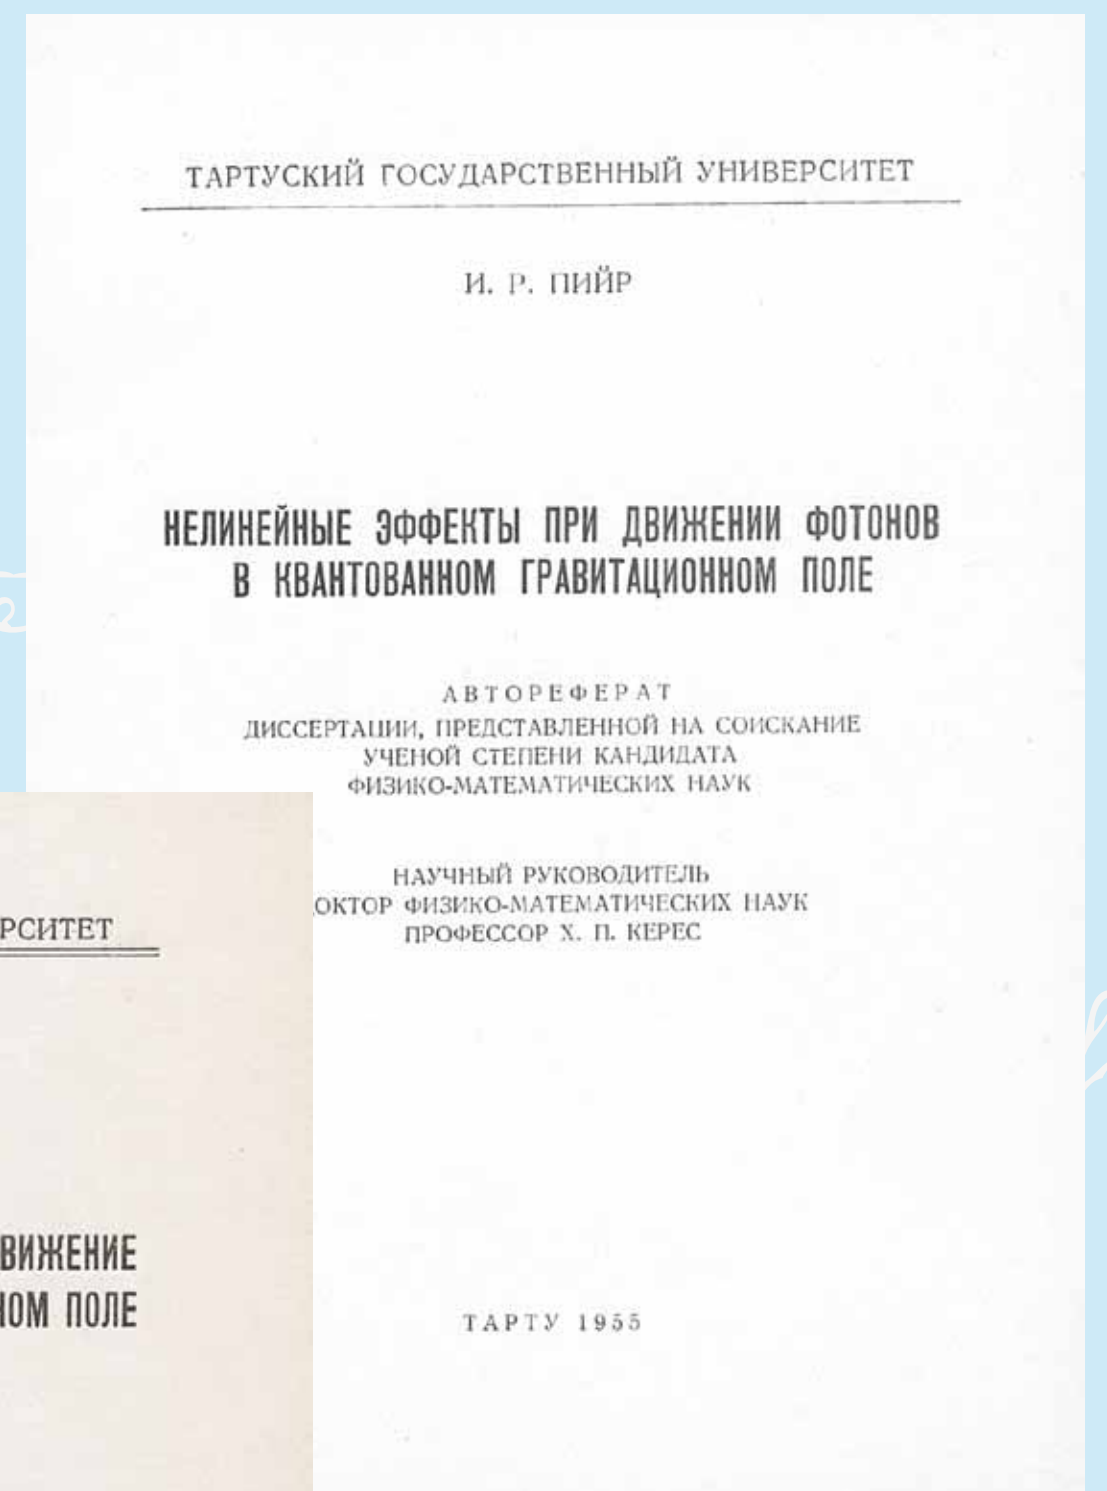 ТАРТУСКИЙ ГОСУДАРСТВЕННЫЙ УНИВЕРСИТЕТ
И. Р. ПИЙР
НЕЛИНЕЙНЫЕ ЭФФЕКТЫ ПРИ ДВИЖЕНИИ ФОТОНОВ
В КВАНТОВАННОМ ГРАВИТАЦИОННОМ ПОЛЕ
АВТОРЕФЕРАТ
ДИССЕРТАЦИИ, ПРЕДСТАВЛЕННОЙ НА СОИСКАНИЕ
УЧЕНОЙ СТЕПЕНИ КАНДИДАТА
ФИЗИКО-МАТЕМАТИЧЕСКИХ НАУК
НАУЧНЫЙ РУКОВОДИТЕЛЬ
ОКТОР ФИЗИКО-МАТЕМАТИЧЕСКИХ НАУК
ПРОФЕССОР Х. П. КЕРЕС
ТАРТУ 1955
РСИТЕТ
ВИЖЕНИЕ
НОМ ПОЛЕ